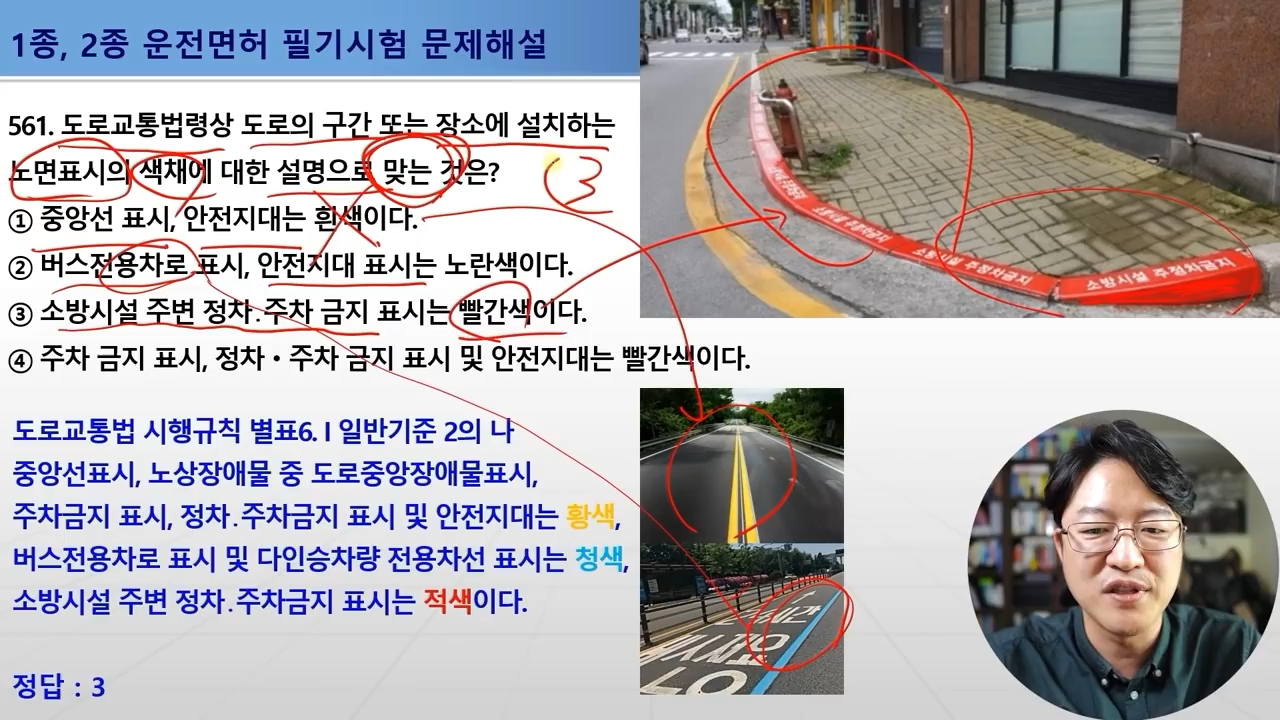 1종, 2종 운전면허 필기시험 문제해설
561. 도로교통법령상 도로의 구간 또는 장소에 설치하는
노면표시의 색채에 대한 설명으로 맞는 것은?
① 중앙선 표시, 안전지대는 흰색이다.
② 버스전용차로 표시, 안전지대 표시는 노란색이다.
③ 소방시설 주변 정차·주차 금지 표시는 빨간색이다.
④ 주차 금지 표시, 정차·주차 금지 표시 및 안전지대는 빨간색이다.
도로교통법 시행규칙 별표6. I 일반기준 2의 나
중앙선표시, 노상장애물 중 도로중앙장애물표시,
주차금지 표시, 정차·주차금지 표시 및 안전지대는 황색,
버스전용차로 표시 및 다인승차량 전용차선 표시는 청색,
소방시설 주변 정차·주차금지 표시는 적색이다.
정답 : 3
3
소방시설 주정차금지
소방시설 주정차금지
소방시설 주정차금지